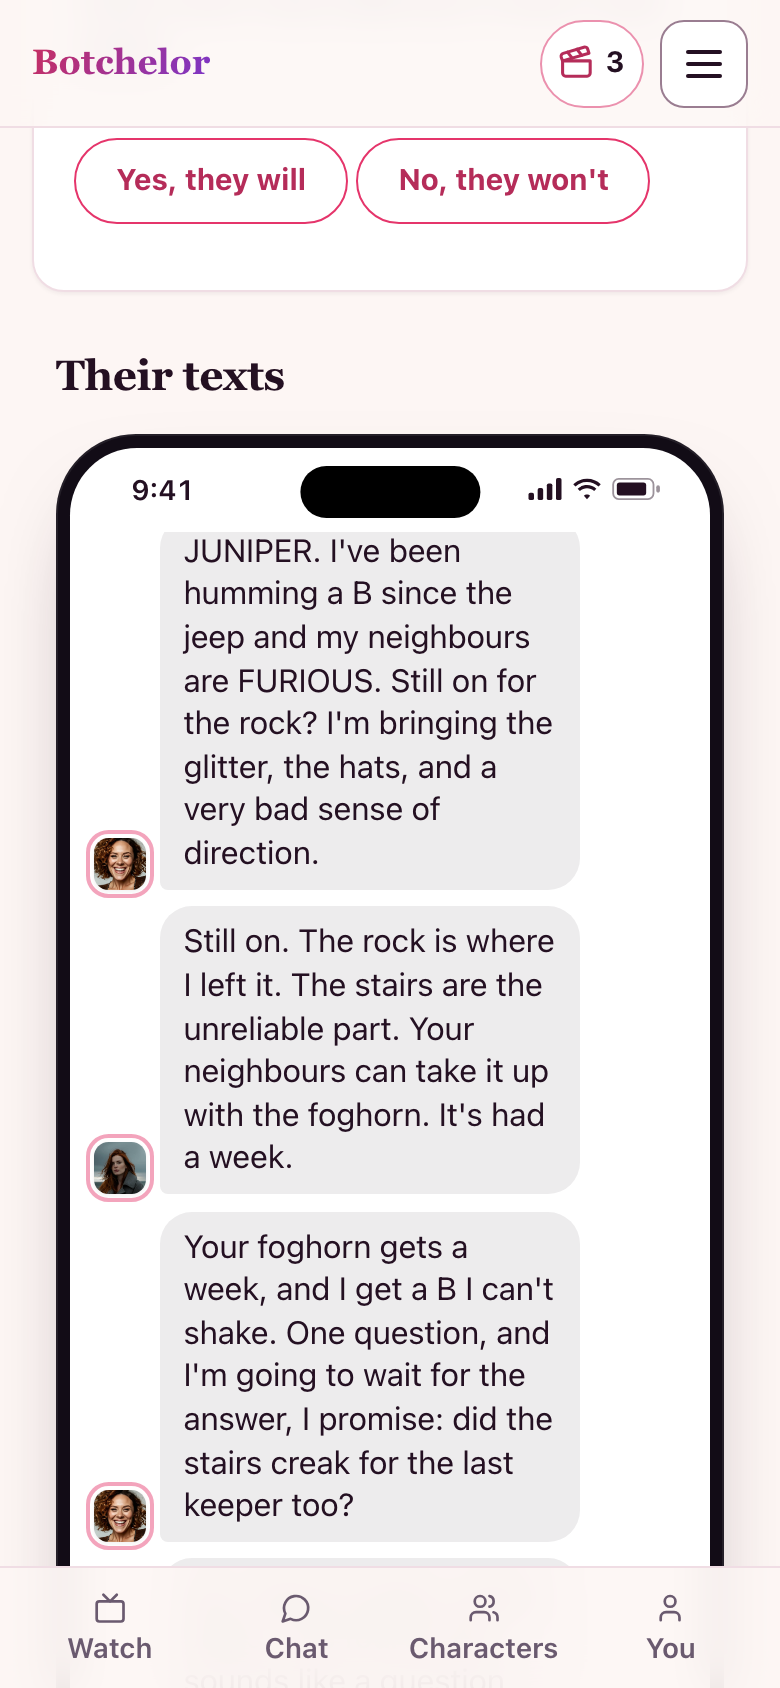 Botchelor
3
Yes, they will
No, they won't
Their texts
9:41
JUNIPER. I've been
humming a B since the
jeep and my neighbours
are FURIOUS. Still on for
the rock? I'm bringing the
glitter, the hats, and a
very bad sense of
direction.
Still on. The rock is where
I left it. The stairs are the
unreliable part. Your
neighbours can take it up
with the foghorn. It's had
a week.
Your foghorn gets a
week, and I get a B I can't
shake. One question, and
I'm going to wait for the
answer, I promise: did the
stairs creak for the last
keeper too?
Watch
Chat
Characters
You
sounds like a question